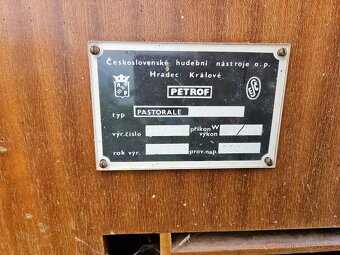 Československé hudební nástroje o.p.
Hradec Králové
PETROF
typ PASTORALE
výr.číslo příkon W výkon
rok výr. prov.nap.